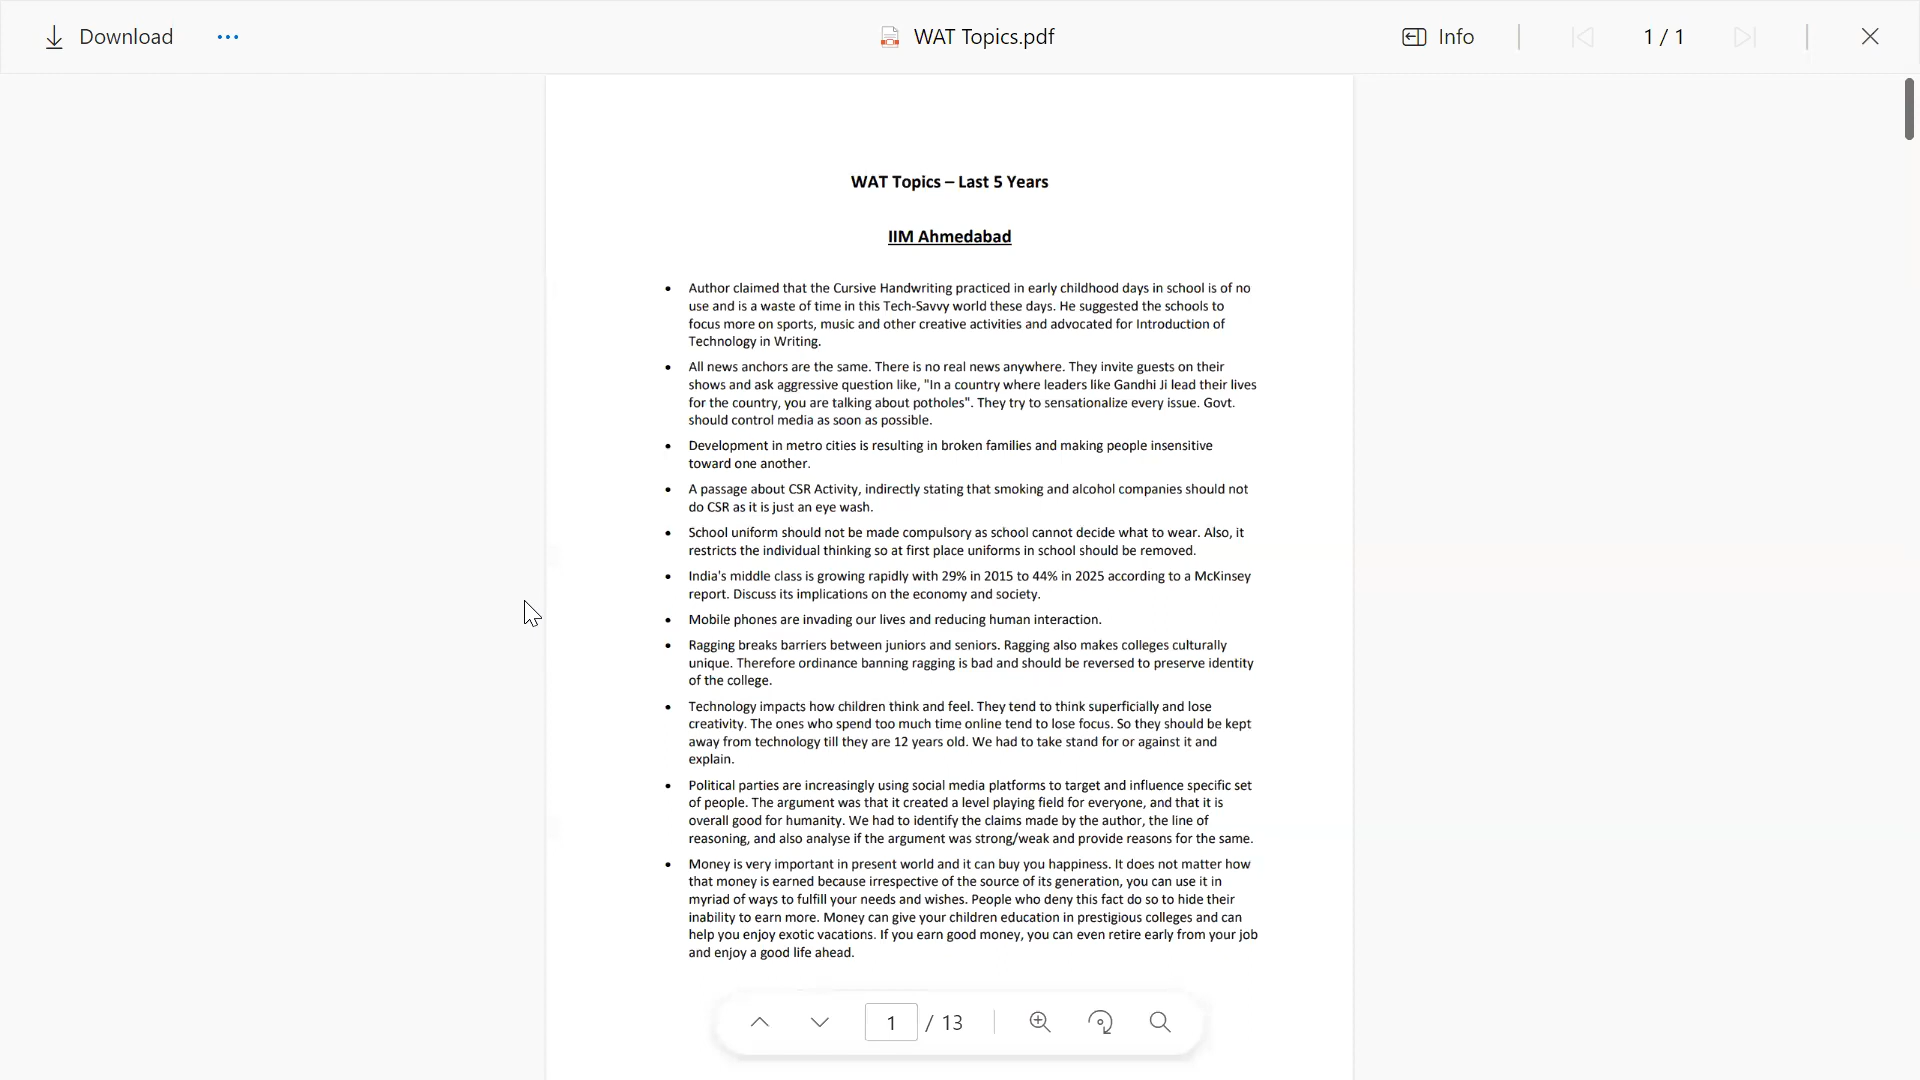 Download
WAT Topics.pdf
Info
1 / 1
WAT Topics – Last 5 Years
IIM Ahmedabad
• Author claimed that the Cursive Handwriting practiced in early childhood days in school is of no
use and is a waste of time in this Tech-Savvy world these days. He suggested the schools to
focus more on sports, music and other creative activities and advocated for Introduction of
Technology in Writing.
• All news anchors are the same. There is no real news anywhere. They invite guests on their
shows and ask aggressive question like, "In a country where leaders like Gandhi Ji lead their lives
for the country, you are talking about potholes". They try to sensationalize every issue. Govt.
should control media as soon as possible.
• Development in metro cities is resulting in broken families and making people insensitive
toward one another.
• A passage about CSR Activity, indirectly stating that smoking and alcohol companies should not
do CSR as it is just an eye wash.
• School uniform should not be made compulsory as school cannot decide what to wear. Also, it
restricts the individual thinking so at first place uniforms in school should be removed.
• India's middle class is growing rapidly with 29% in 2015 to 44% in 2025 according to a McKinsey
report. Discuss its implications on the economy and society.
• Mobile phones are invading our lives and reducing human interaction.
• Ragging breaks barriers between juniors and seniors. Ragging also makes colleges culturally
unique. Therefore ordinance banning ragging is bad and should be reversed to preserve identity
of the college.
• Technology impacts how children think and feel. They tend to think superficially and lose
creativity. The ones who spend too much time online tend to lose focus. So they should be kept
away from technology till they are 12 years old. We had to take stand for or against it and
explain.
• Political parties are increasingly using social media platforms to target and influence specific set
of people. The argument was that it created a level playing field for everyone, and that it is
overall good for humanity. We had to identify the claims made by the author, the line of
reasoning, and also analyse if the argument was strong/weak and provide reasons for the same.
• Money is very important in present world and it can buy you happiness. It does not matter how
that money is earned because irrespective of the source of its generation, you can use it in
myriad of ways to fulfill your needs and wishes. People who deny this fact do so to hide their
inability to earn more. Money can give your children education in prestigious colleges and can
help you enjoy exotic vacations. If you earn good money, you can even retire early from your job
and enjoy a good life ahead.
1 / 13